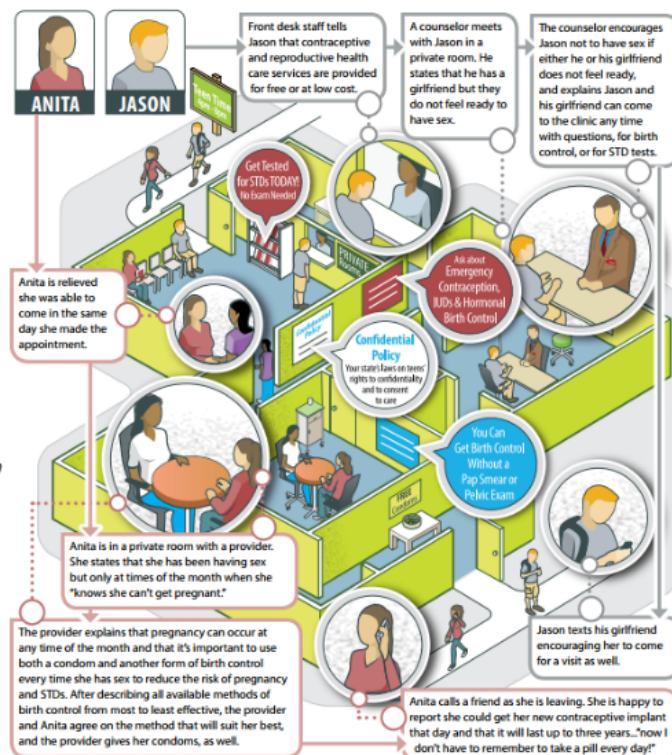 ANITA
JASON
Teen Time
Front desk staff tells
Jason that contraceptive
and reproductive health
care services are provided
for free or at low cost.
A counselor meets
with Jason in a
private room. He
states that he has a
girlfriend but they
do not feel ready to
have sex.
The counselor encourages
Jason not to have sex if
either he or his girlfriend
does not feel ready,
and explains Jason and
his girlfriend can come
to the clinic any time
with questions, for birth
control, or for STD tests.
Get Tested
for STDs TODAY!
No Exam Needed
PRIVATE
Rooms
Ask about
Emergency
Contraception,
IUDs & Hormonal
Birth Control
Anita is relieved
she was able to
come in the same
day she made the
appointment.
Confidential
Policy
Confidential
Policy
Your state's laws on teens'
rights to confidentiality
and to consent
to care
You Can
Get Birth Control
Without a
Pap Smear or
Pelvic Exam
FREE
Condoms
Anita is in a private room with a provider.
She states that she has been having sex
but only at times of the month when she
"knows she can't get pregnant."
The provider explains that pregnancy can occur at
any time of the month and that it's important to use
both a condom and another form of birth control
every time she has sex to reduce the risk of pregnancy
and STDs. After describing all available methods of
birth control from most to least effective, the provider
and Anita agree on the method that will suit her best,
and the provider gives her condoms, as well.
Jason texts his girlfriend
encouraging her to come
for a visit as well.
Anita calls a friend as she is leaving. She is happy to
report she could get her new contraceptive implant
that day and that it will last up to three years..."now I
don't have to remember to take a pill every day!"